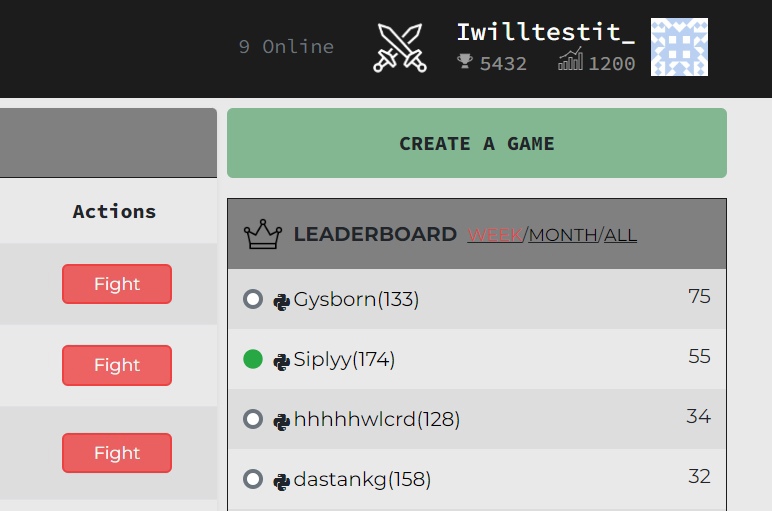 9 Online
Iwilltestit_
5432 1200
CREATE A GAME
Actions
Fight
Fight
Fight
LEADERBOARD WEEK/MONTH/ALL
Gysborn(133) 75
Siplyy(174) 55
hhhhhwlcrd(128) 34
dastankg(158) 32